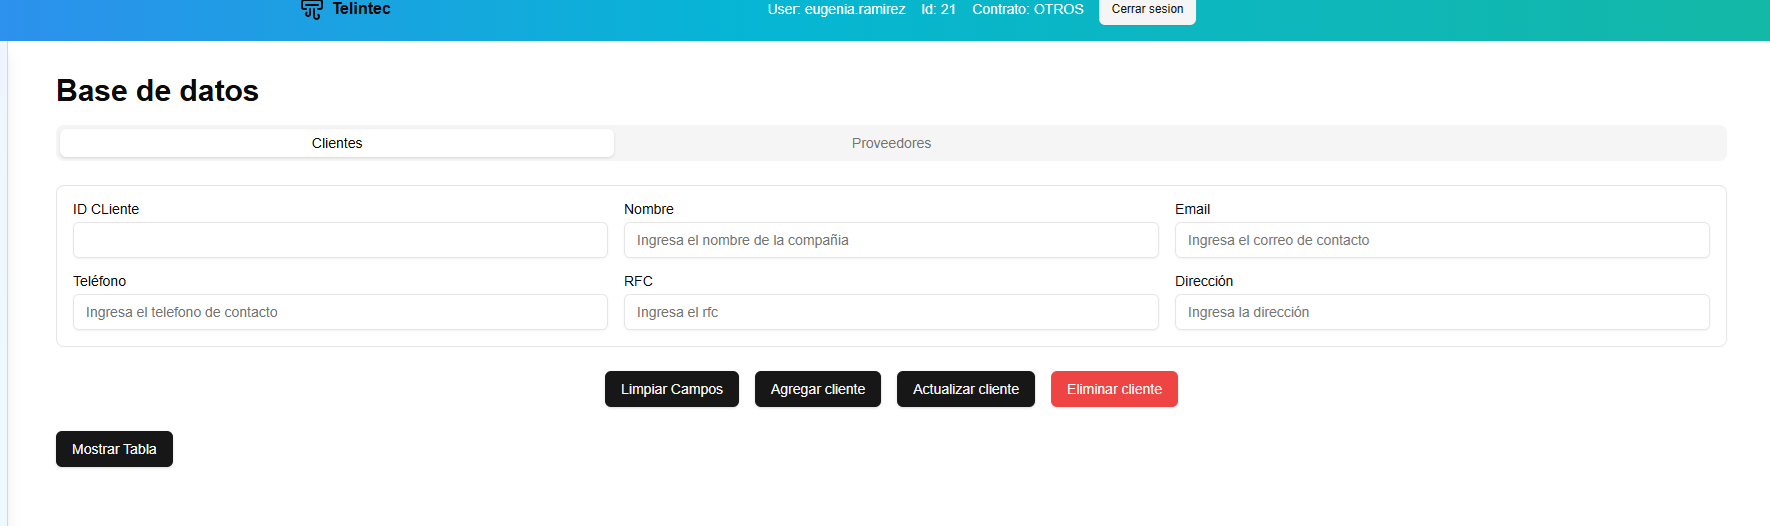 Telintec User: eugenia.ramirez Id: 21 Contrato: OTROS Cerrar sesion
Base de datos
Clientes Proveedores
ID CLiente Nombre Email
Ingresa el nombre de la compañia Ingresa el correo de contacto
Teléfono RFC Dirección
Ingresa el telefono de contacto Ingresa el rfc Ingresa la dirección
Limpiar Campos Agregar cliente Actualizar cliente Eliminar cliente
Mostrar Tabla